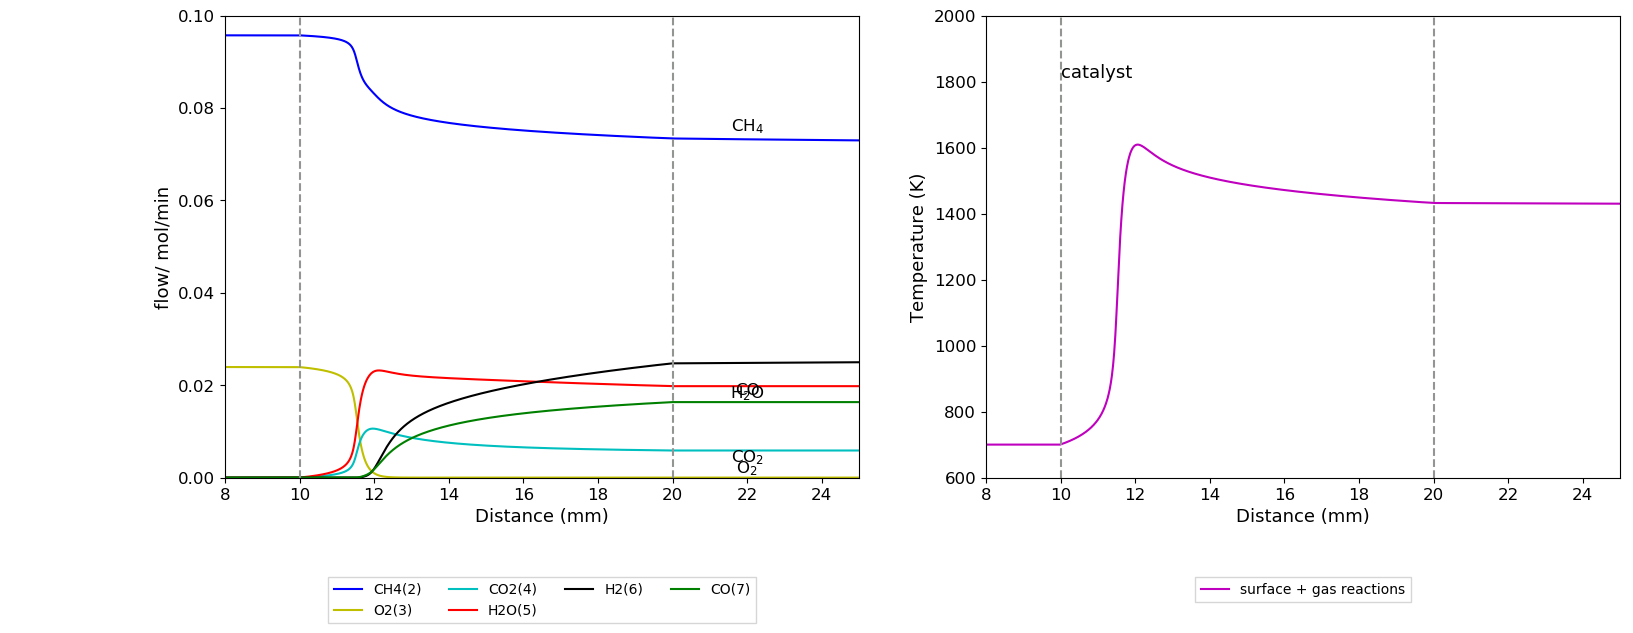 0.10
0.08
0.06
0.04
0.02
0.00
flow/ mol/min
CH₄
CO
H₂O
CO₂
O₂
8 10 12 14 16 18 20 22 24
Distance (mm)
CH4(2) CO2(4) H2(6) CO(7)
O2(3) H2O(5)
2000
1800
1600
1400
1200
1000
800
600
Temperature (K)
catalyst
8 10 12 14 16 18 20 22 24
Distance (mm)
surface + gas reactions